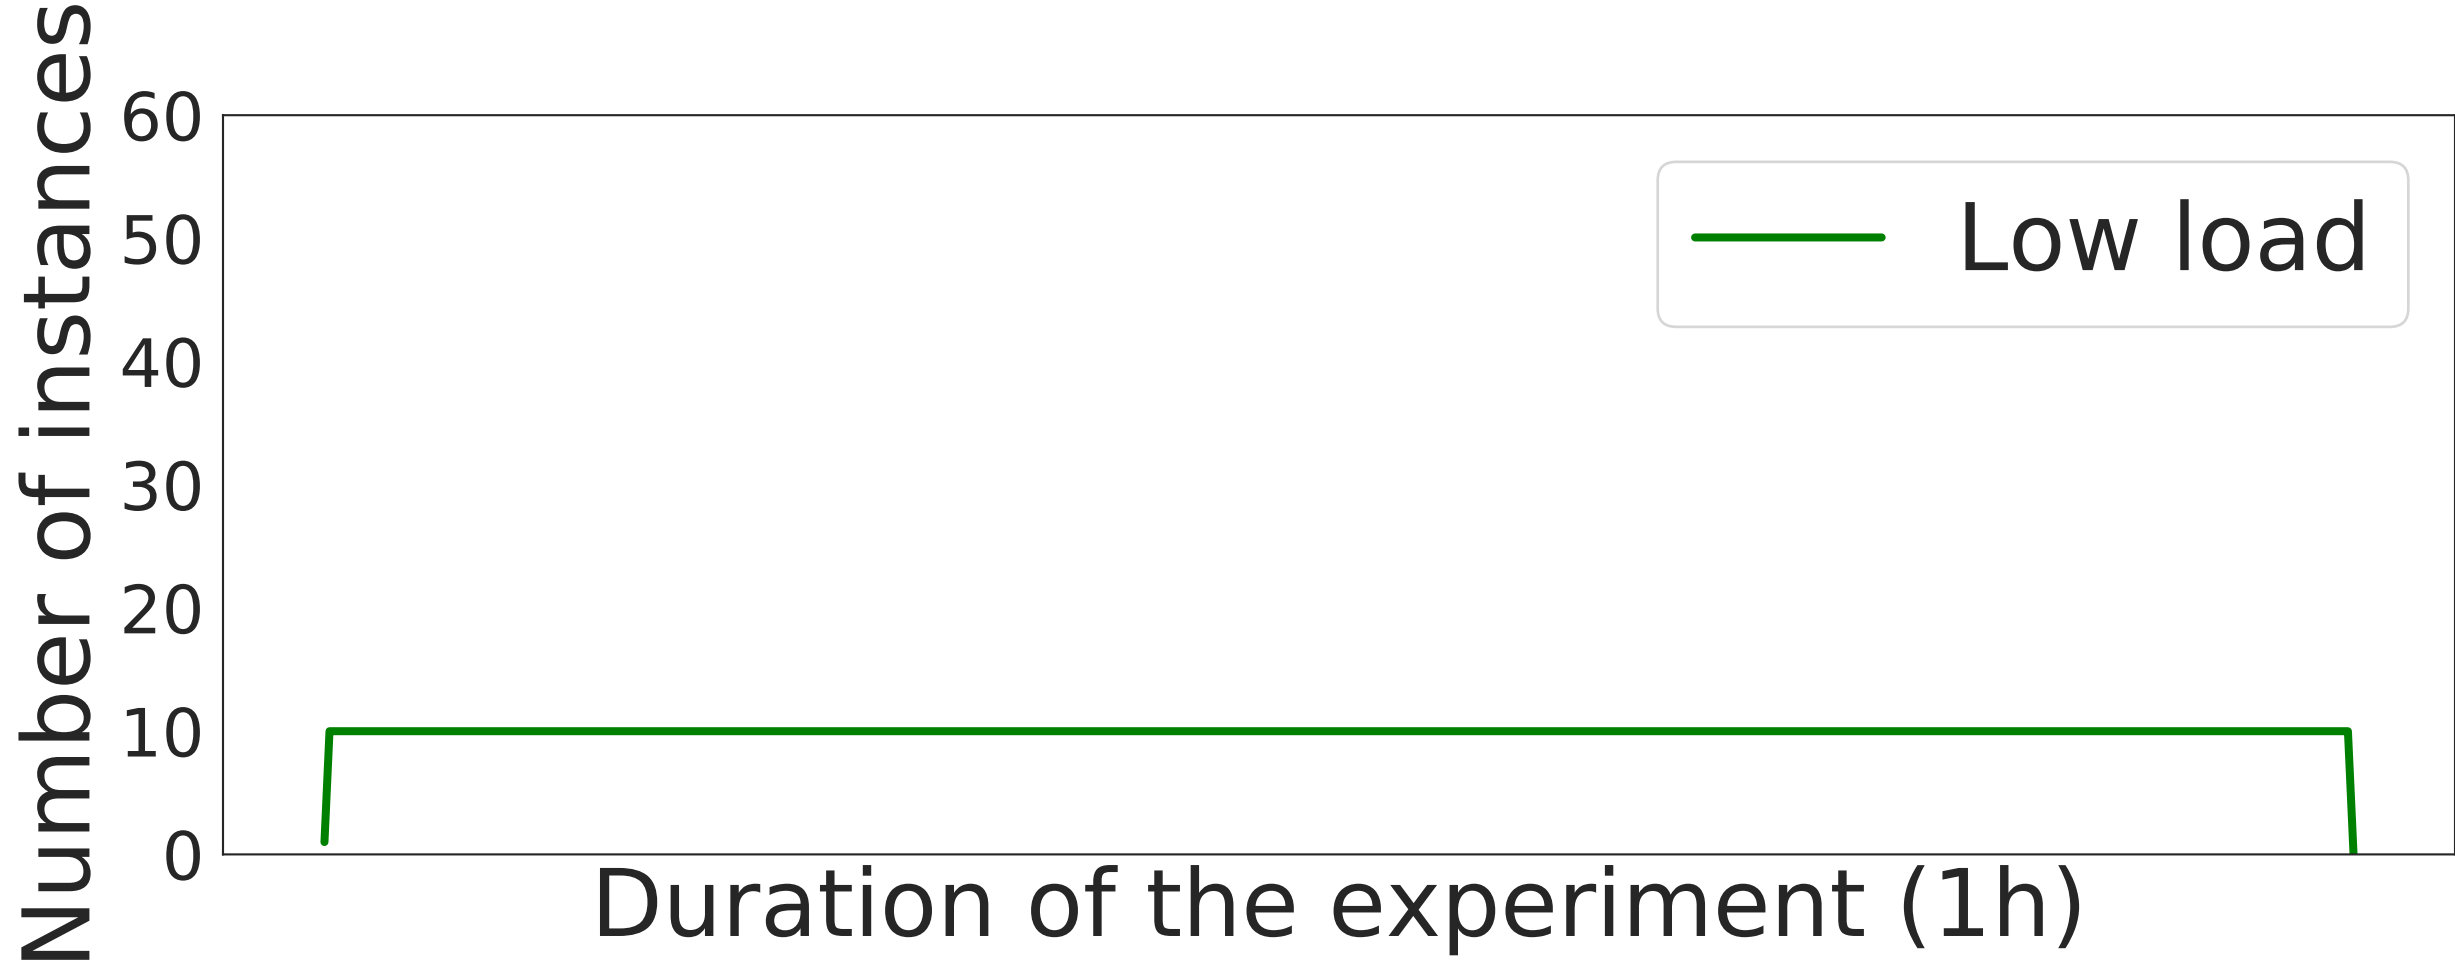 Number of instances
60
50
40
30
20
10
0
Low load
Duration of the experiment (1h)